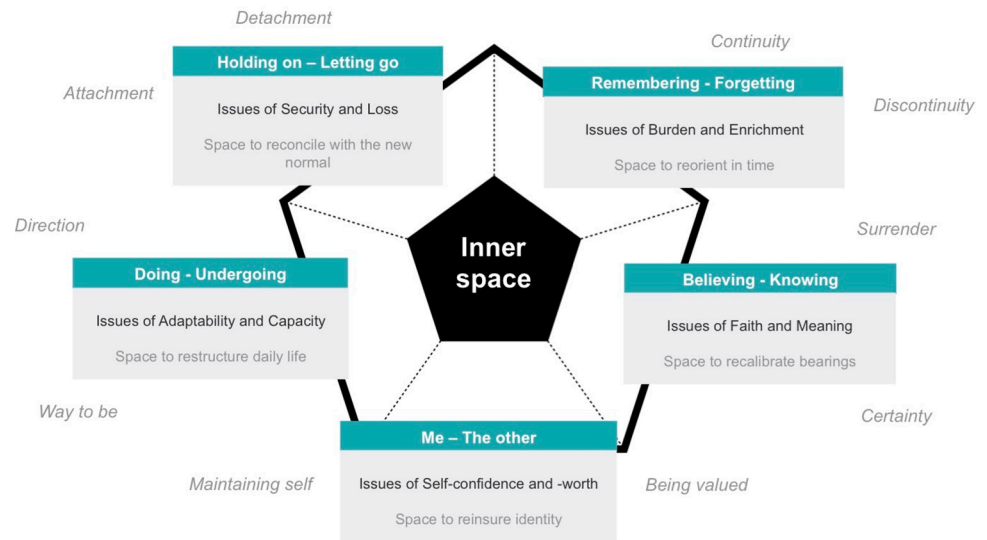 Detachment
Continuity
Attachment
Discontinuity
Holding on – Letting go
Issues of Security and Loss
Space to reconcile with the new
normal
Remembering - Forgetting
Issues of Burden and Enrichment
Space to reorient in time
Inner
space
Direction
Surrender
Doing - Undergoing
Issues of Adaptability and Capacity
Space to restructure daily life
Believing - Knowing
Issues of Faith and Meaning
Space to recalibrate bearings
Way to be
Certainty
Me – The other
Issues of Self-confidence and -worth
Space to reinsure identity
Maintaining self
Being valued